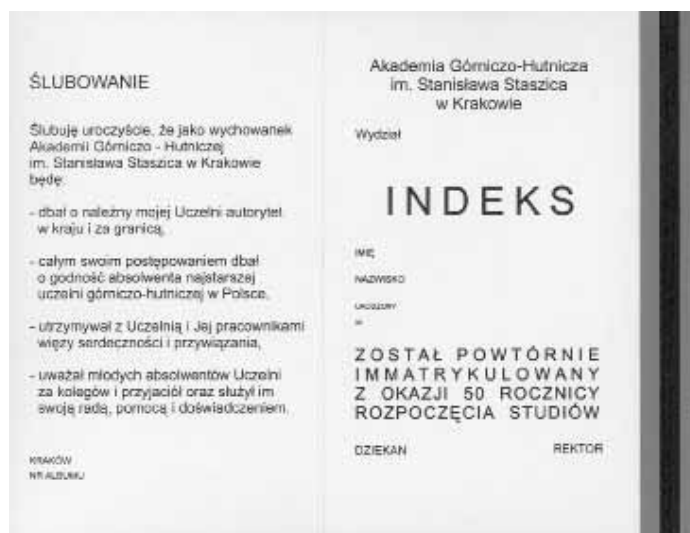 ŚLUBOWANIE
Ślubuję uroczyście, że jako wychowanek
Akademii Górniczo - Hutniczej
im. Stanisława Staszica w Krakowie
będę:
- dbał o należny mojej Uczelni autorytet
w kraju i za granicą,
- całym swoim postępowaniem dbał
o godność absolwenta najstarszej
uczelni górniczo-hutniczej w Polsce,
- utrzymywał z Uczelnią i Jej pracownikami
więzy serdeczności i przywiązania,
- uważał młodych absolwentów Uczelni
za kolegów i przyjaciół oraz służył im
swoją radą, pomocą i doświadczeniem.
KRAKÓW
NR ALBUMU
Akademia Górniczo-Hutnicza
im. Stanisława Staszica
w Krakowie
Wydział
INDEKS
IMIĘ
NAZWISKO
URODZONY
ZOSTAŁ POWTÓRNIE
IMMATRYKULOWANY
Z OKAZJI 50 ROCZNICY
ROZPOCZĘCIA STUDIÓW
DZIEKAN REKTOR